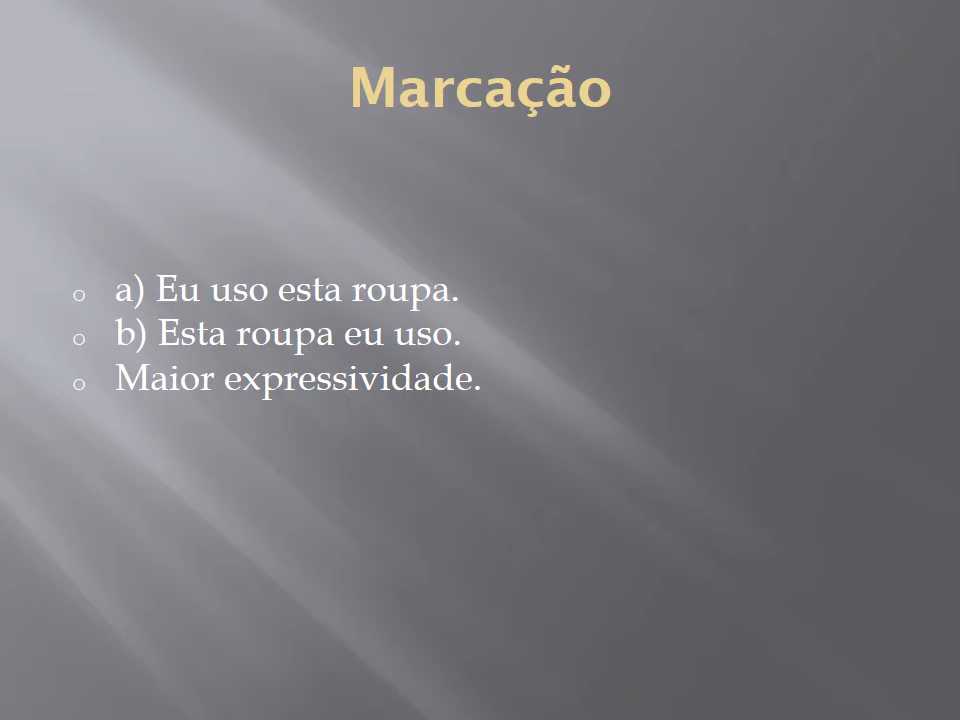 Marcação
o a) Eu uso esta roupa.
o b) Esta roupa eu uso.
o Maior expressividade.